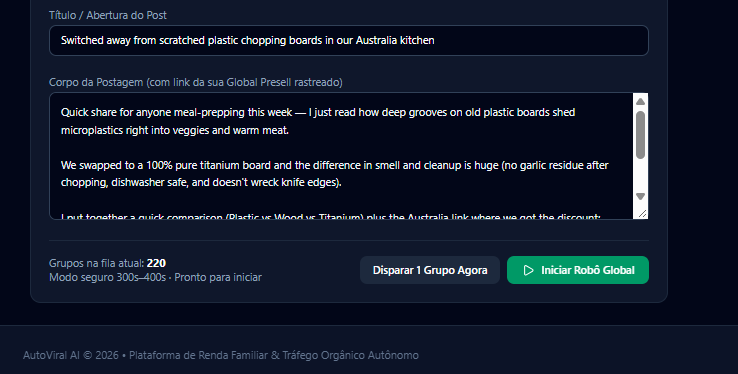 Título / Abertura do Post
Switched away from scratched plastic chopping boards in our Australia kitchen
Corpo da Postagem (com link da sua Global Presell rastreado)
Quick share for anyone meal-prepping this week — I just read how deep grooves on old plastic boards shed
microplastics right into veggies and warm meat.
We swapped to a 100% pure titanium board and the difference in smell and cleanup is huge (no garlic residue after
chopping, dishwasher safe, and doesn't wreck knife edges).
I put together a quick comparison (Plastic vs Wood vs Titanium) plus the Australia link where we got the discount:
Grupos na fila atual: 220
Modo seguro 300s–400s · Pronto para iniciar
Disparar 1 Grupo Agora
Iniciar Robô Global
AutoViral AI © 2026 • Plataforma de Renda Familiar & Tráfego Orgânico Autônomo